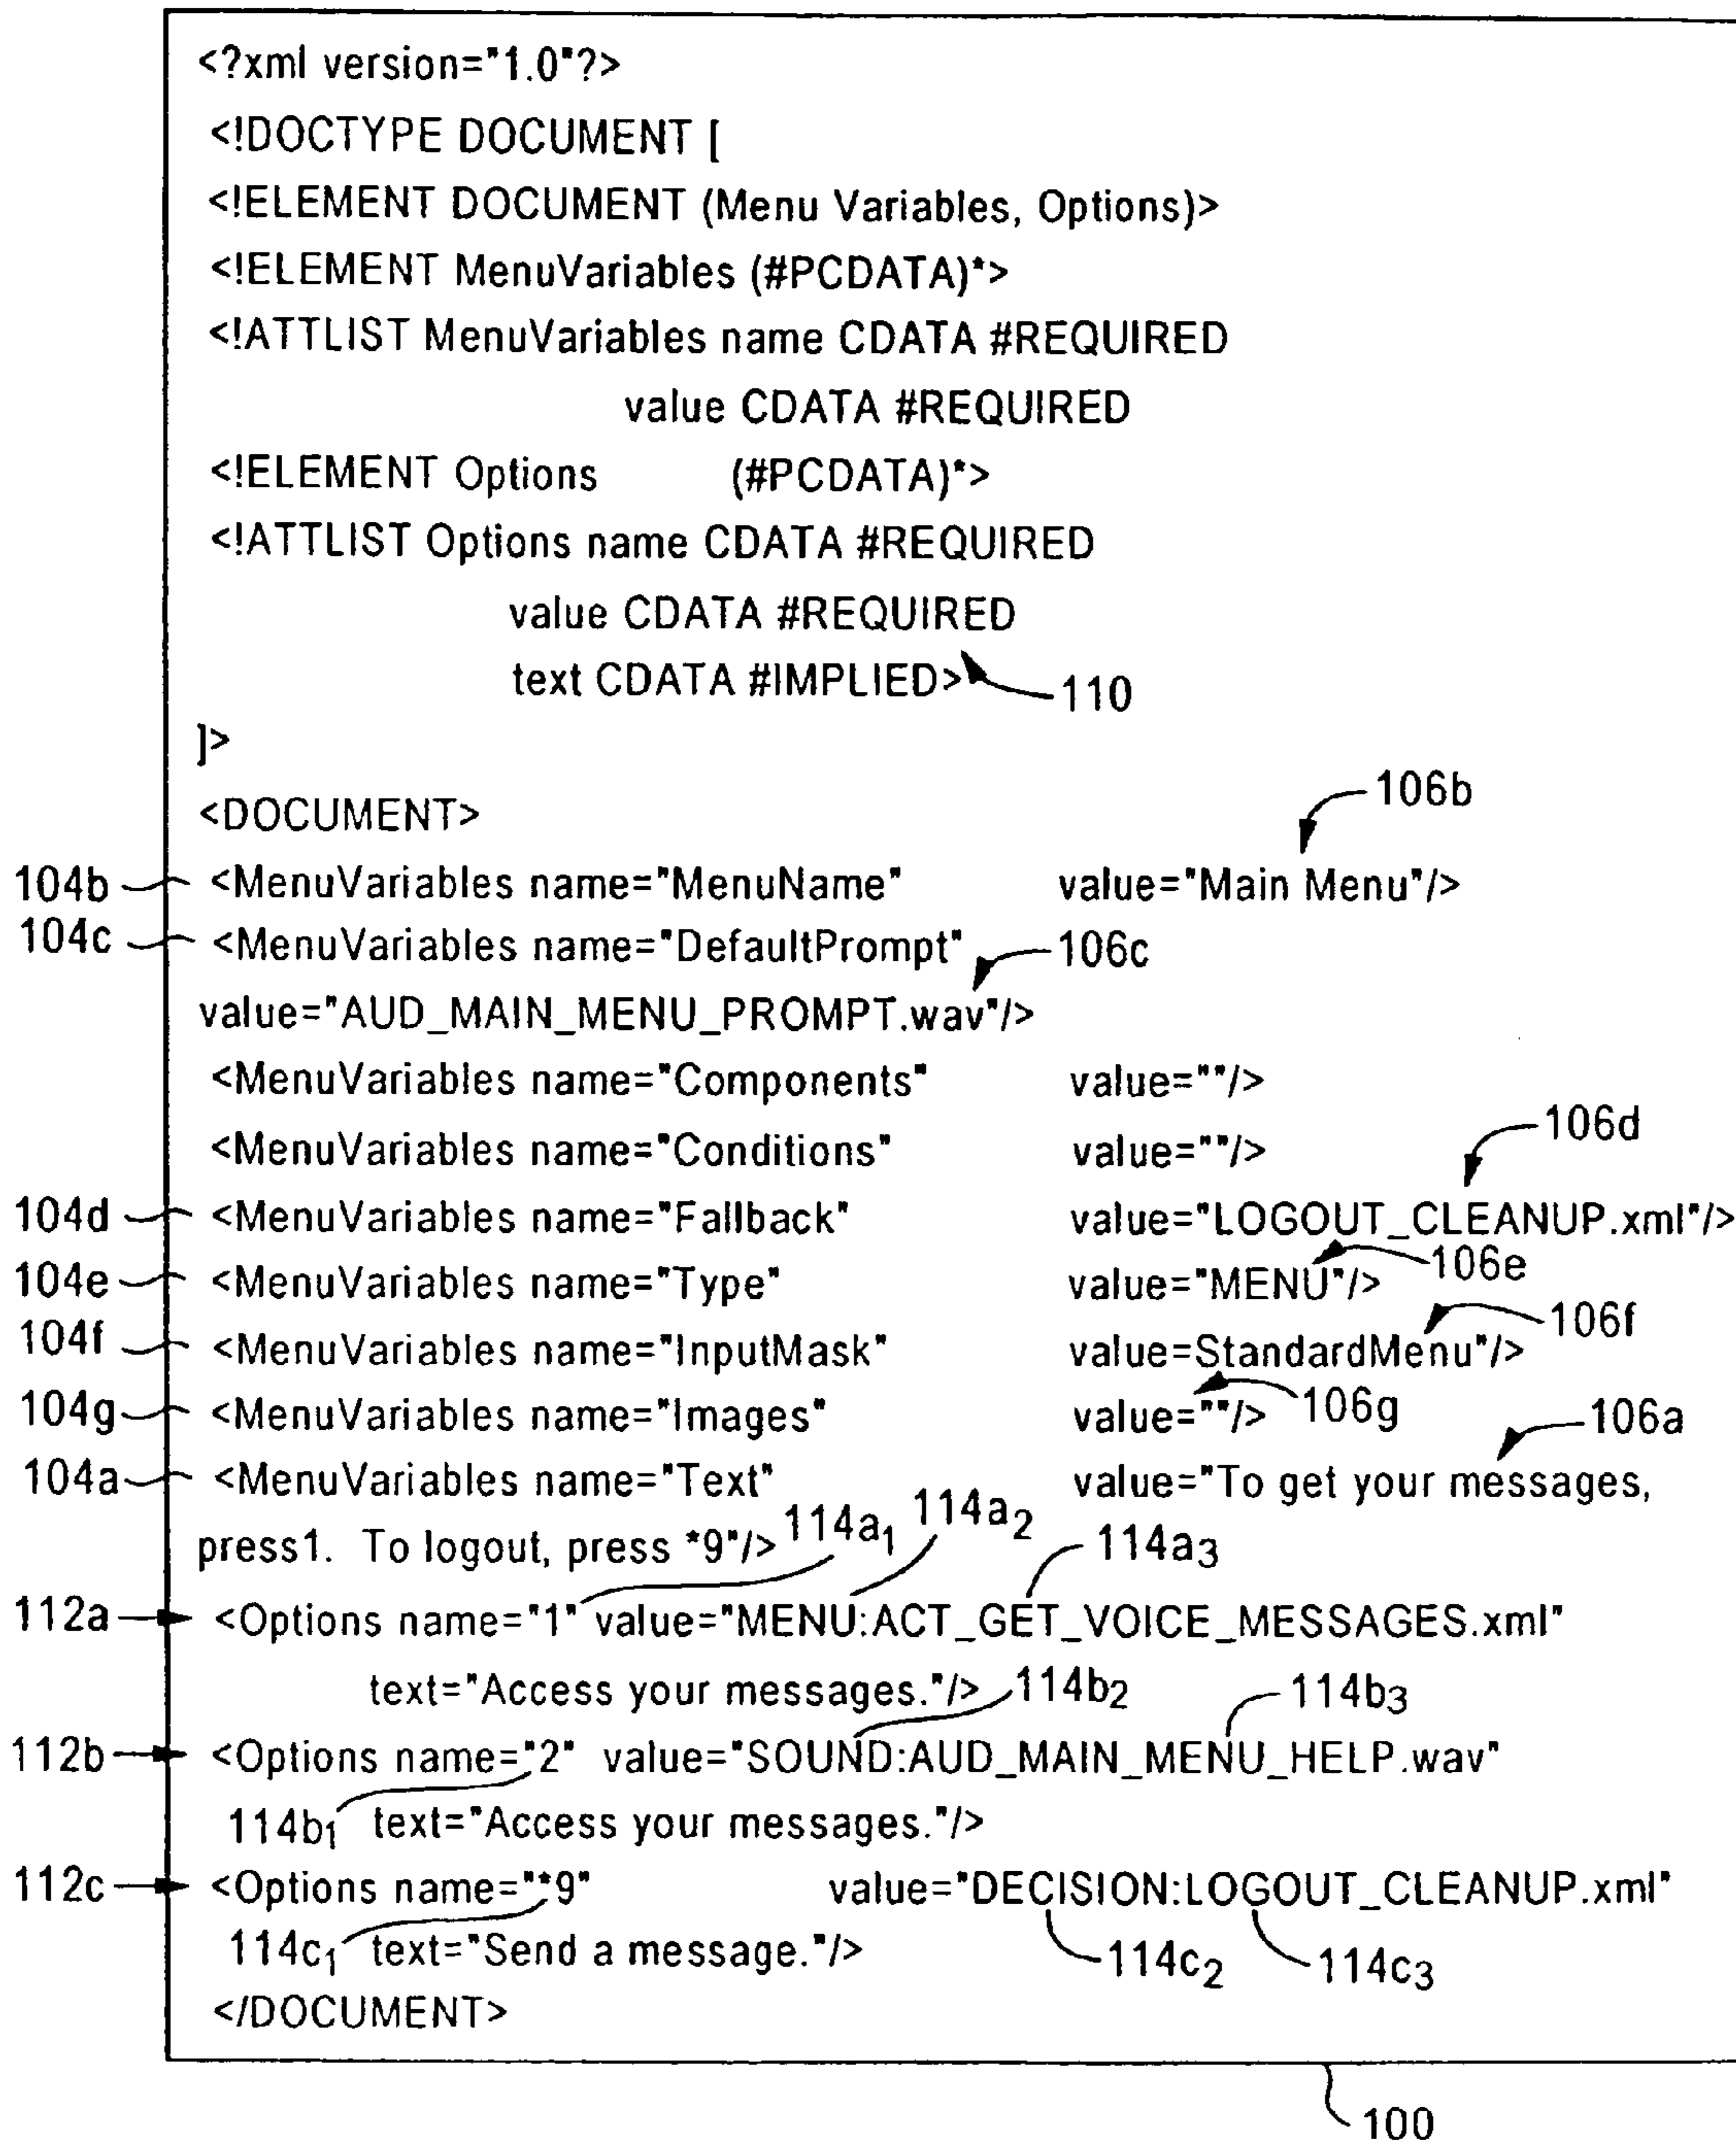 <?xml version="1.0"?>
<!DOCTYPE DOCUMENT [
<!ELEMENT DOCUMENT (Menu Variables, Options)>
<!ELEMENT MenuVariables (#PCDATA)*>
<!ATTLIST MenuVariables name CDATA #REQUIRED
value CDATA #REQUIRED
<!ELEMENT Options (#PCDATA)*>
<!ATTLIST Options name CDATA #REQUIRED
value CDATA #REQUIRED
text CDATA #IMPLIED> 110
]>
<DOCUMENT> 106b
104b <MenuVariables name="MenuName" value="Main Menu"/>
104c <MenuVariables name="DefaultPrompt" 106c
value="AUD_MAIN_MENU_PROMPT.wav"/>
<MenuVariables name="Components" value=""/>
<MenuVariables name="Conditions" value=""/> 106d
104d <MenuVariables name="Fallback" value="LOGOUT_CLEANUP.xml"/>
104e <MenuVariables name="Type" value="MENU"/> 106e
104f <MenuVariables name="InputMask" value=StandardMenu"/> 106f
104g <MenuVariables name="Images" value=""/> 106g 106a
104a <MenuVariables name="Text" value="To get your messages,
press1. To logout, press *9"/> 114a1 114a2 114a3
112a <Options name="1" value="MENU:ACT_GET_VOICE_MESSAGES.xml"
text="Access your messages."/> 114b2 114b3
112b <Options name="2" value="SOUND:AUD_MAIN_MENU_HELP.wav"
114b1 text="Access your messages."/>
112c <Options name="*9" value="DECISION:LOGOUT_CLEANUP.xml"
114c1 text="Send a message."/> 114c2 114c3
</DOCUMENT>
100